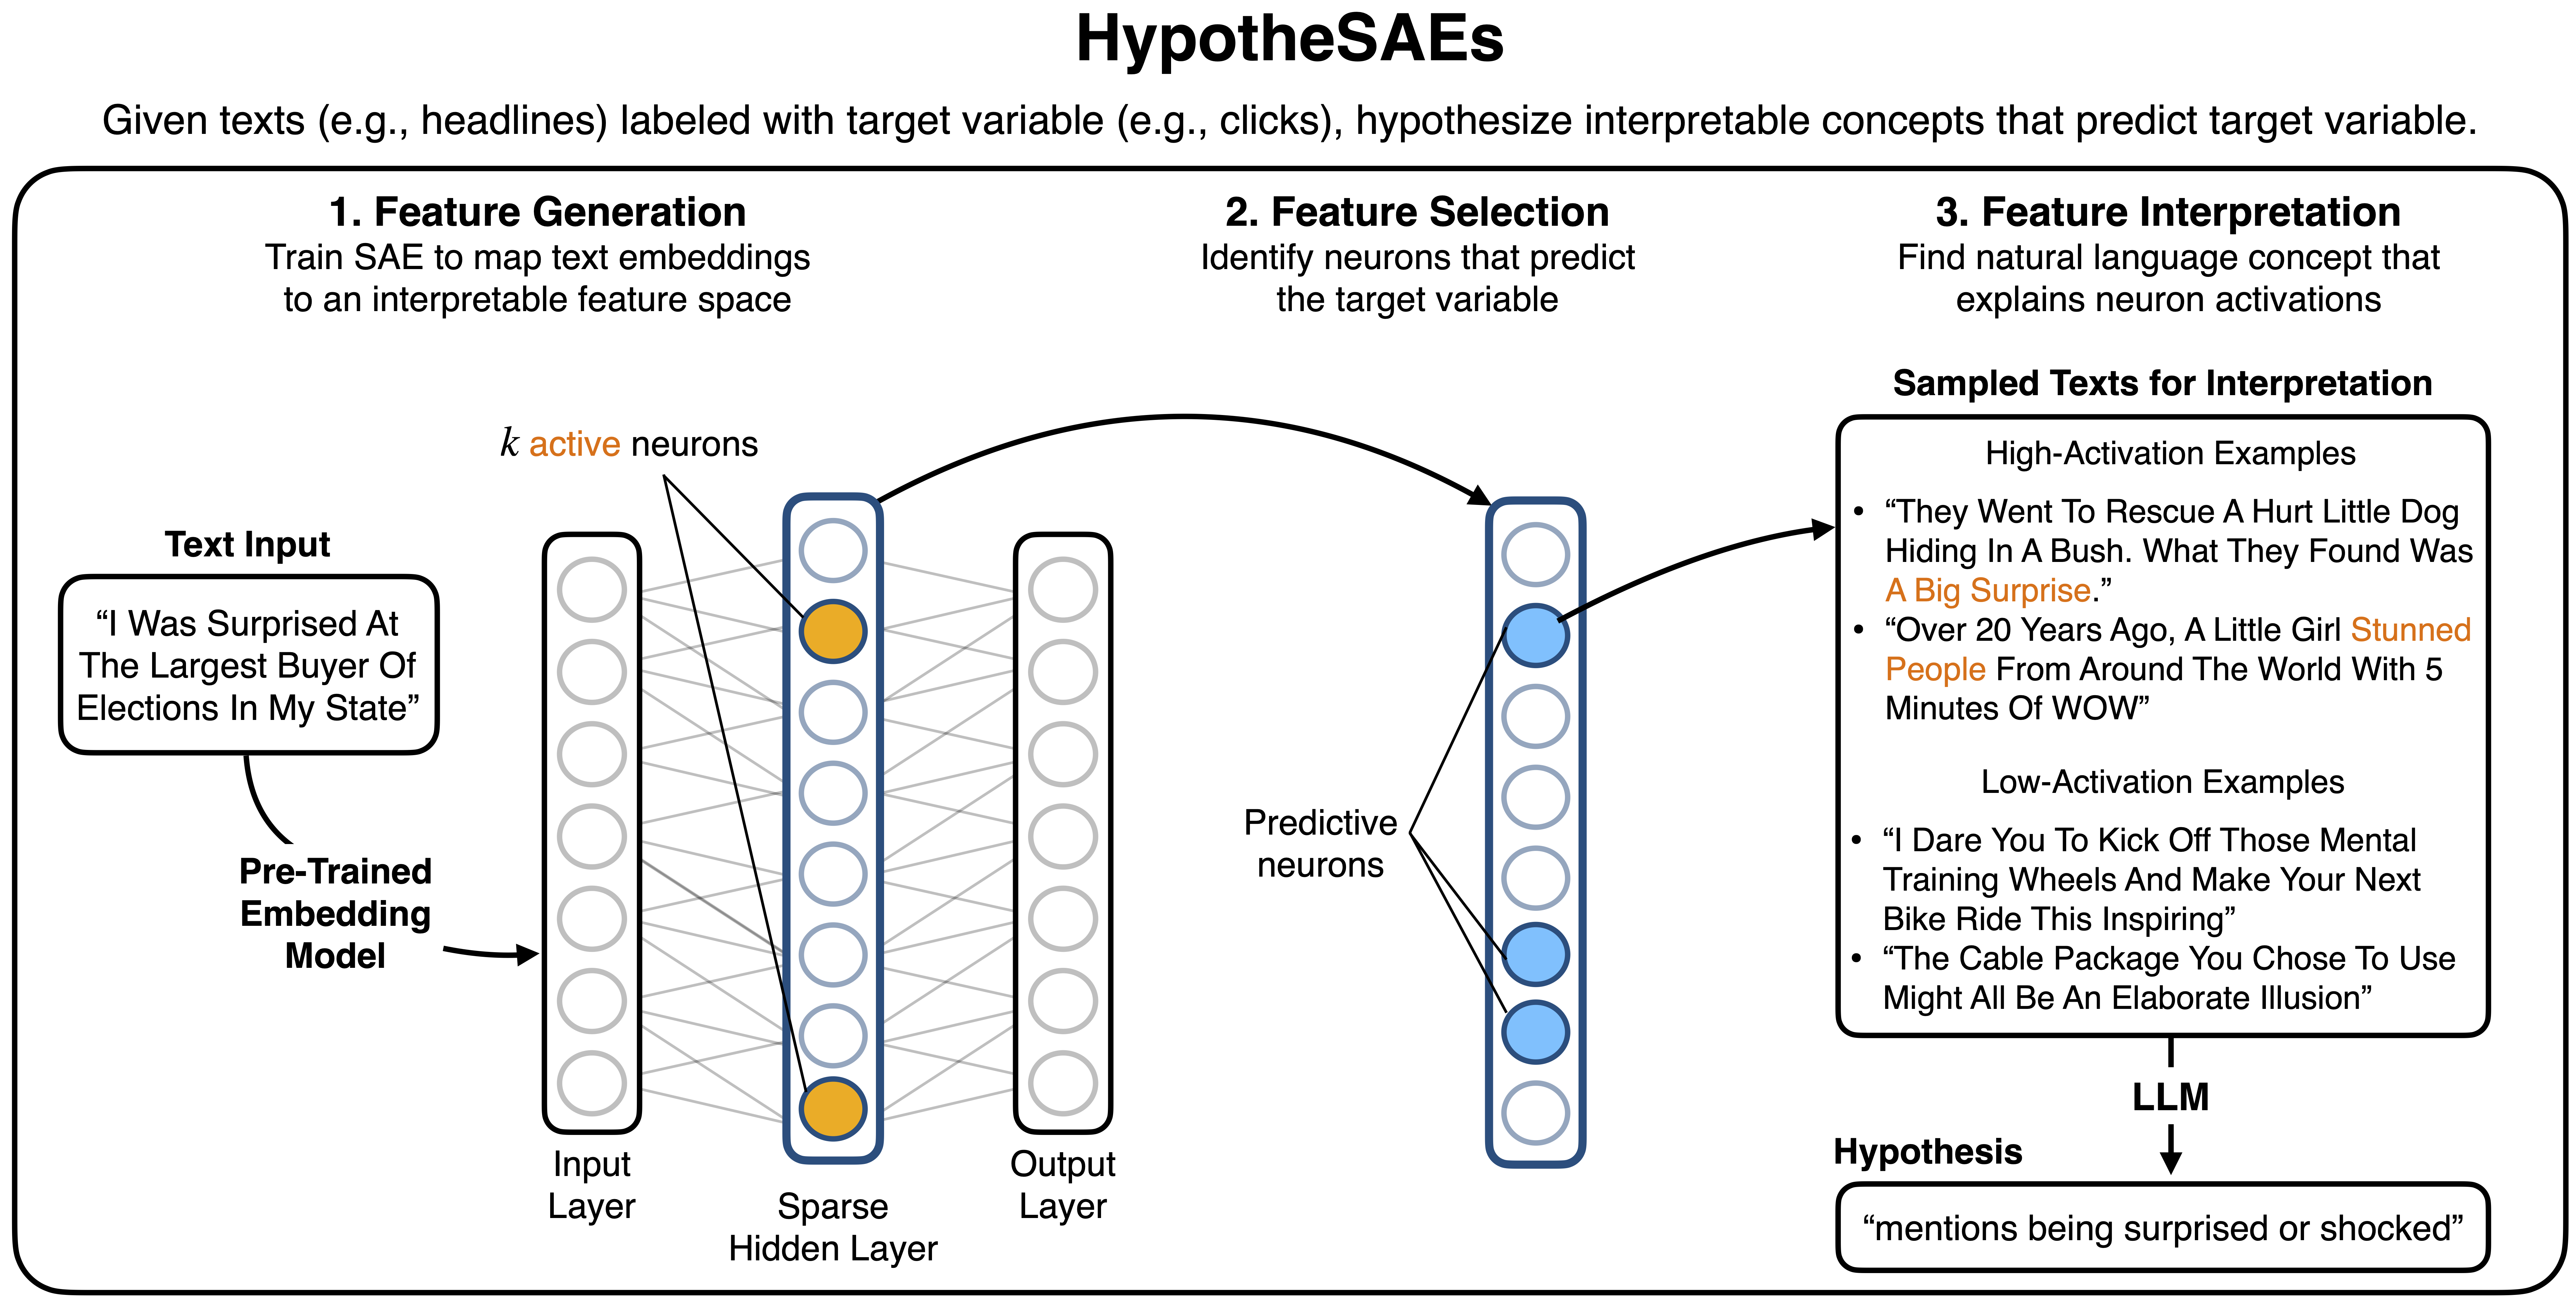 HypotheSAEs
Given texts (e.g., headlines) labeled with target variable (e.g., clicks), hypothesize interpretable concepts that predict target variable.
1. Feature Generation
Train SAE to map text embeddings
to an interpretable feature space
k active neurons
Text Input
“I Was Surprised At
The Largest Buyer Of
Elections In My State”
Pre-Trained
Embedding
Model
Input
Layer
Sparse
Hidden Layer
Output
Layer
2. Feature Selection
Identify neurons that predict
the target variable
Predictive
neurons
3. Feature Interpretation
Find natural language concept that
explains neuron activations
Sampled Texts for Interpretation
High-Activation Examples
• “They Went To Rescue A Hurt Little Dog
Hiding In A Bush. What They Found Was
A Big Surprise.”
• “Over 20 Years Ago, A Little Girl Stunned
People From Around The World With 5
Minutes Of WOW”
Low-Activation Examples
• “I Dare You To Kick Off Those Mental
Training Wheels And Make Your Next
Bike Ride This Inspiring”
• “The Cable Package You Chose To Use
Might All Be An Elaborate Illusion”
LLM
Hypothesis
“mentions being surprised or shocked”